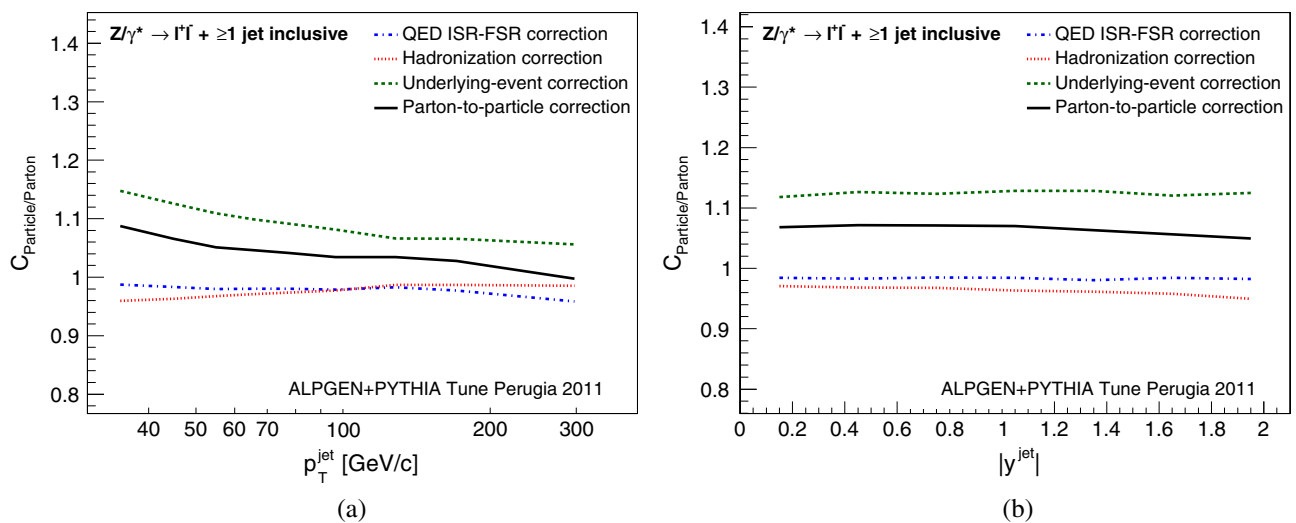 Z/γ* → l⁺l⁻ + ≥1 jet inclusive
QED ISR-FSR correction
Hadronization correction
Underlying-event correction
Parton-to-particle correction
C_Particle/Parton
1.4
1.3
1.2
1.1
1
0.9
0.8
ALPGEN+PYTHIA Tune Perugia 2011
40 50 60 70 100 200 300
p_T^jet [GeV/c]
(a)
Z/γ* → l⁺l⁻ + ≥1 jet inclusive
QED ISR-FSR correction
Hadronization correction
Underlying-event correction
Parton-to-particle correction
C_Particle/Parton
1.4
1.3
1.2
1.1
1
0.9
0.8
ALPGEN+PYTHIA Tune Perugia 2011
0 0.2 0.4 0.6 0.8 1 1.2 1.4 1.6 1.8 2
|y^jet|
(b)